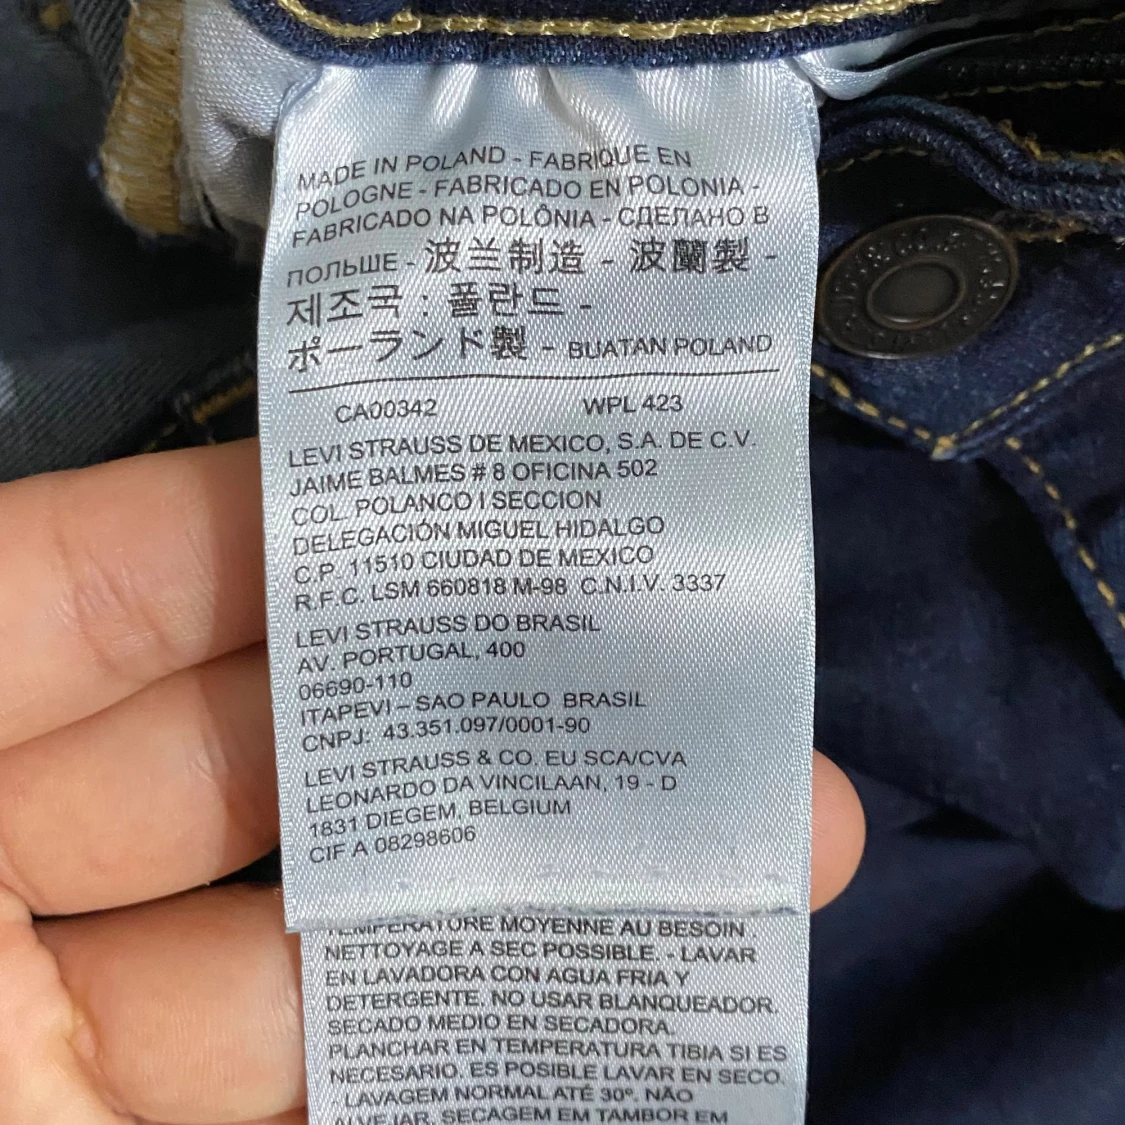 MADE IN POLAND - FABRIQUE EN
POLOGNE - FABRICADO EN POLONIA -
FABRICADO NA POLÔNIA - СДЕЛАНО В
ПОЛЬШЕ - 波兰制造 - 波蘭製 -
제조국 : 폴란드 -
ポーランド製 - BUATAN POLAND
CA00342 WPL 423
LEVI STRAUSS DE MEXICO, S.A. DE C.V.
JAIME BALMES # 8 OFICINA 502
COL. POLANCO I SECCION
DELEGACIÓN MIGUEL HIDALGO
C.P. 11510 CIUDAD DE MEXICO
R.F.C. LSM 660818 M-98 C.N.I.V. 3337
LEVI STRAUSS DO BRASIL
AV. PORTUGAL, 400
06690-110
ITAPEVI – SAO PAULO BRASIL
CNPJ: 43.351.097/0001-90
LEVI STRAUSS & CO. EU SCA/CVA
LEONARDO DA VINCILAAN, 19 - D
1831 DIEGEM, BELGIUM
CIF A 08298606
TEMPERATURE MOYENNE AU BESOIN
NETTOYAGE A SEC POSSIBLE. - LAVAR
EN LAVADORA CON AGUA FRIA Y
DETERGENTE. NO USAR BLANQUEADOR.
SECADO MEDIO EN SECADORA.
PLANCHAR EN TEMPERATURA TIBIA SI ES
NECESARIO. ES POSIBLE LAVAR EN SECO.
LAVAGEM NORMAL ATÉ 30º. NÃO
ALVEJAR. SECAGEM EM TAMBOR EM